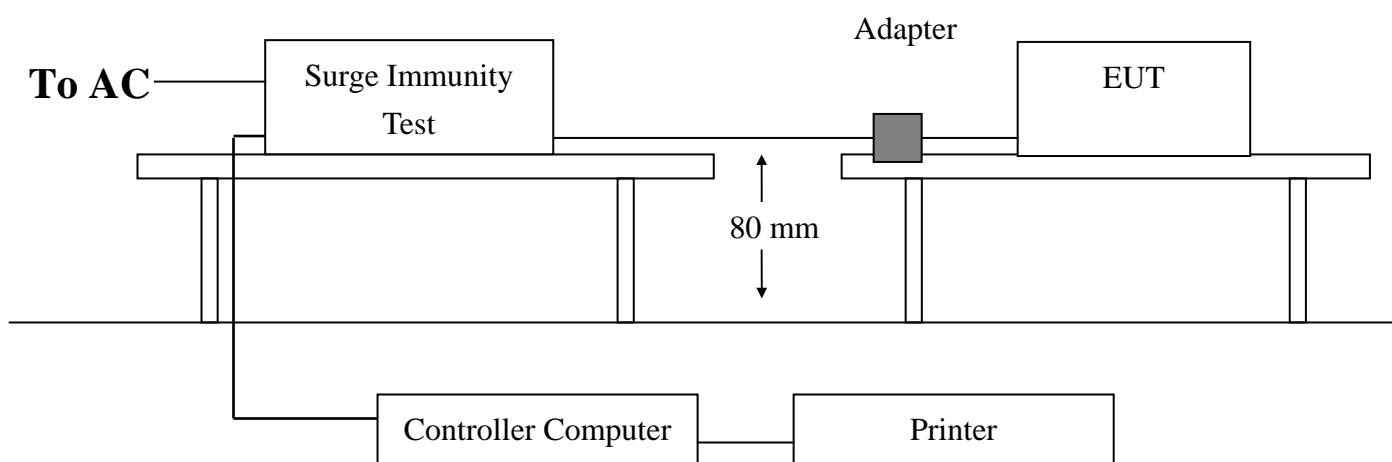 Adapter
To AC
Surge Immunity
Test
EUT
80 mm
Controller Computer
Printer